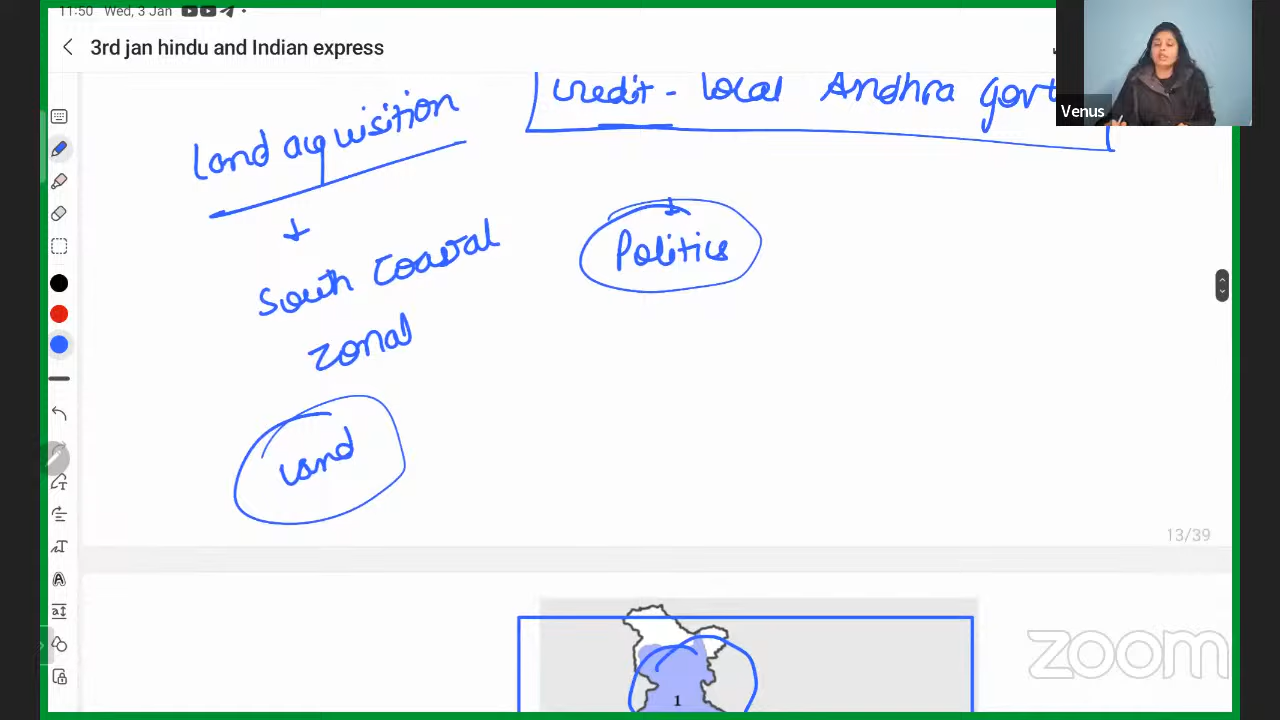 11:50 Wed, 3 Jan
3rd jan hindu and Indian express
Venus
Credit - local Andhra Govt
Land acquisition
South Coastal
zonal
Politics
Land
13/39
1
zoom